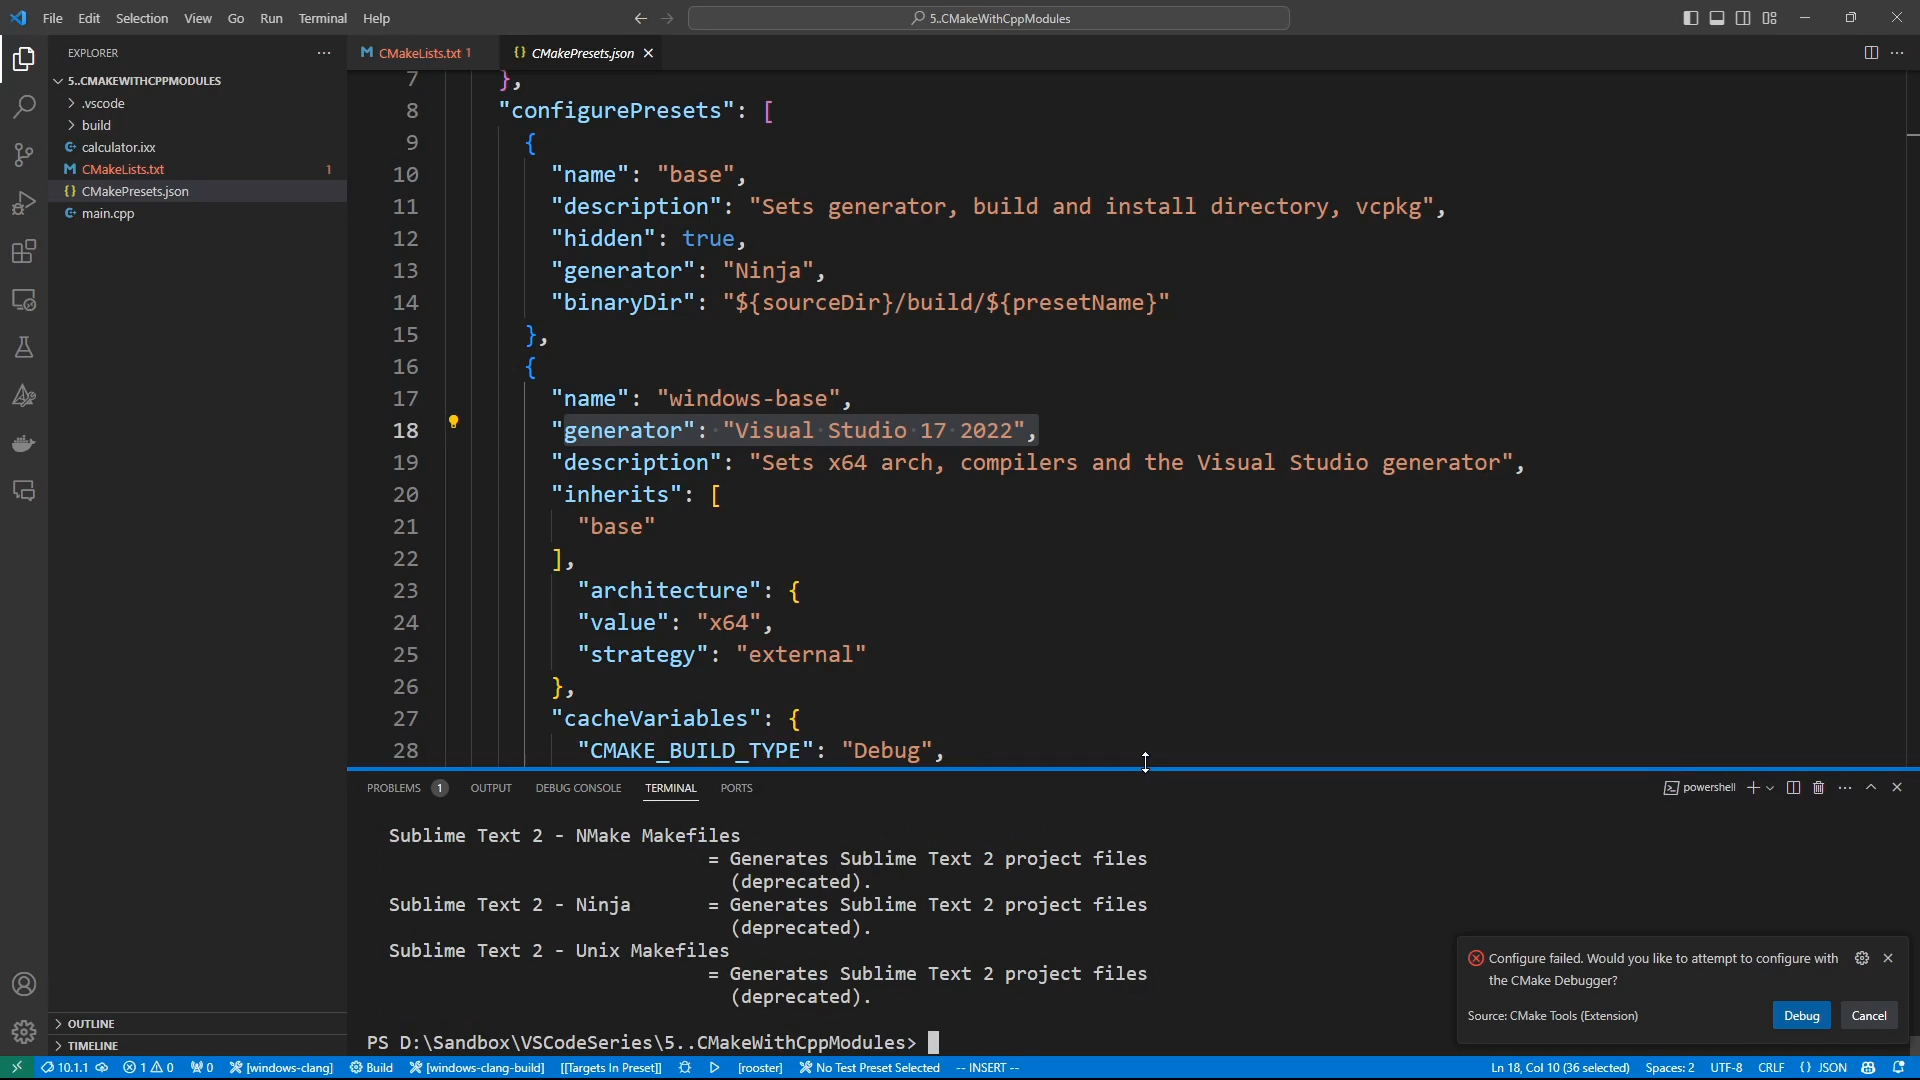 File Edit Selection View Go Run Terminal Help
5..CMakeWithCppModules
EXPLORER
5..CMAKEWITHCPPMODULES
.vscode
build
calculator.ixx
CMakeLists.txt 1
CMakePresets.json
main.cpp
OUTLINE
TIMELINE
CMakeLists.txt 1
CMakePresets.json
7 },
8 "configurePresets": [
9 {
10 "name": "base",
11 "description": "Sets generator, build and install directory, vcpkg",
12 "hidden": true,
13 "generator": "Ninja",
14 "binaryDir": "${sourceDir}/build/${presetName}"
15 },
16 {
17 "name": "windows-base",
18 "generator": "Visual Studio 17 2022",
19 "description": "Sets x64 arch, compilers and the Visual Studio generator",
20 "inherits": [
21 "base"
22 ],
23 "architecture": {
24 "value": "x64",
25 "strategy": "external"
26 },
27 "cacheVariables": {
28 "CMAKE_BUILD_TYPE": "Debug",
PROBLEMS 1 OUTPUT DEBUG CONSOLE TERMINAL PORTS
powershell
Sublime Text 2 - NMake Makefiles
= Generates Sublime Text 2 project files
(deprecated).
Sublime Text 2 - Ninja = Generates Sublime Text 2 project files
(deprecated).
Sublime Text 2 - Unix Makefiles
= Generates Sublime Text 2 project files
(deprecated).
PS D:\Sandbox\VSCodeSeries\5..CMakeWithCppModules>
Configure failed. Would you like to attempt to configure with
the CMake Debugger?
Source: CMake Tools (Extension)
Debug
Cancel
10.1.1 1 0 0 [windows-clang] Build [windows-clang-build] [[Targets In Preset]] [rooster] No Test Preset Selected -- INSERT -- Ln 18, Col 10 (36 selected) Spaces: 2 UTF-8 CRLF {} JSON